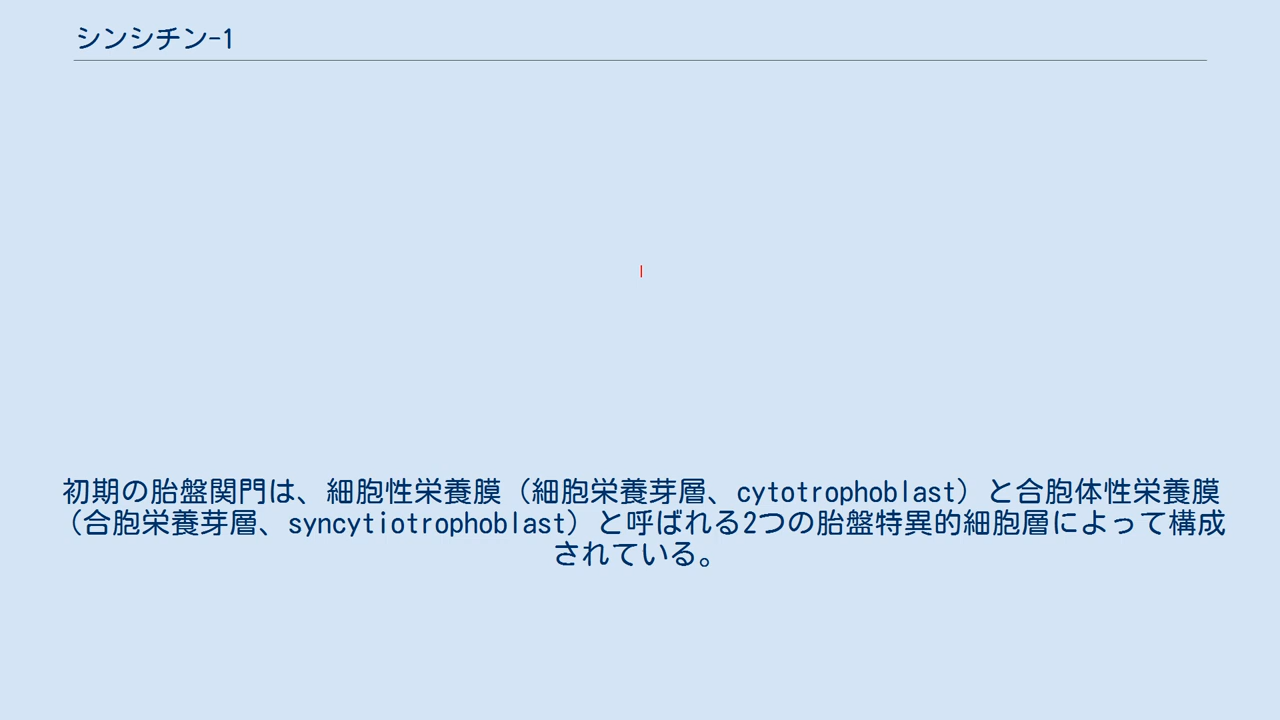 シンシチン-1
初期の胎盤関門は、細胞性栄養膜（細胞栄養芽層、cytotrophoblast）と合胞体性栄養膜
（合胞栄養芽層、syncytiotrophoblast）と呼ばれる2つの胎盤特異的細胞層によって構成
されている。